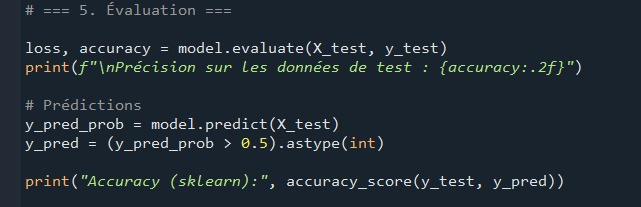 # === 5. Évaluation ===
loss, accuracy = model.evaluate(X_test, y_test)
print(f"\nPrécision sur les données de test : {accuracy:.2f}")
# Prédictions
y_pred_prob = model.predict(X_test)
y_pred = (y_pred_prob > 0.5).astype(int)
print("Accuracy (sklearn):", accuracy_score(y_test, y_pred))